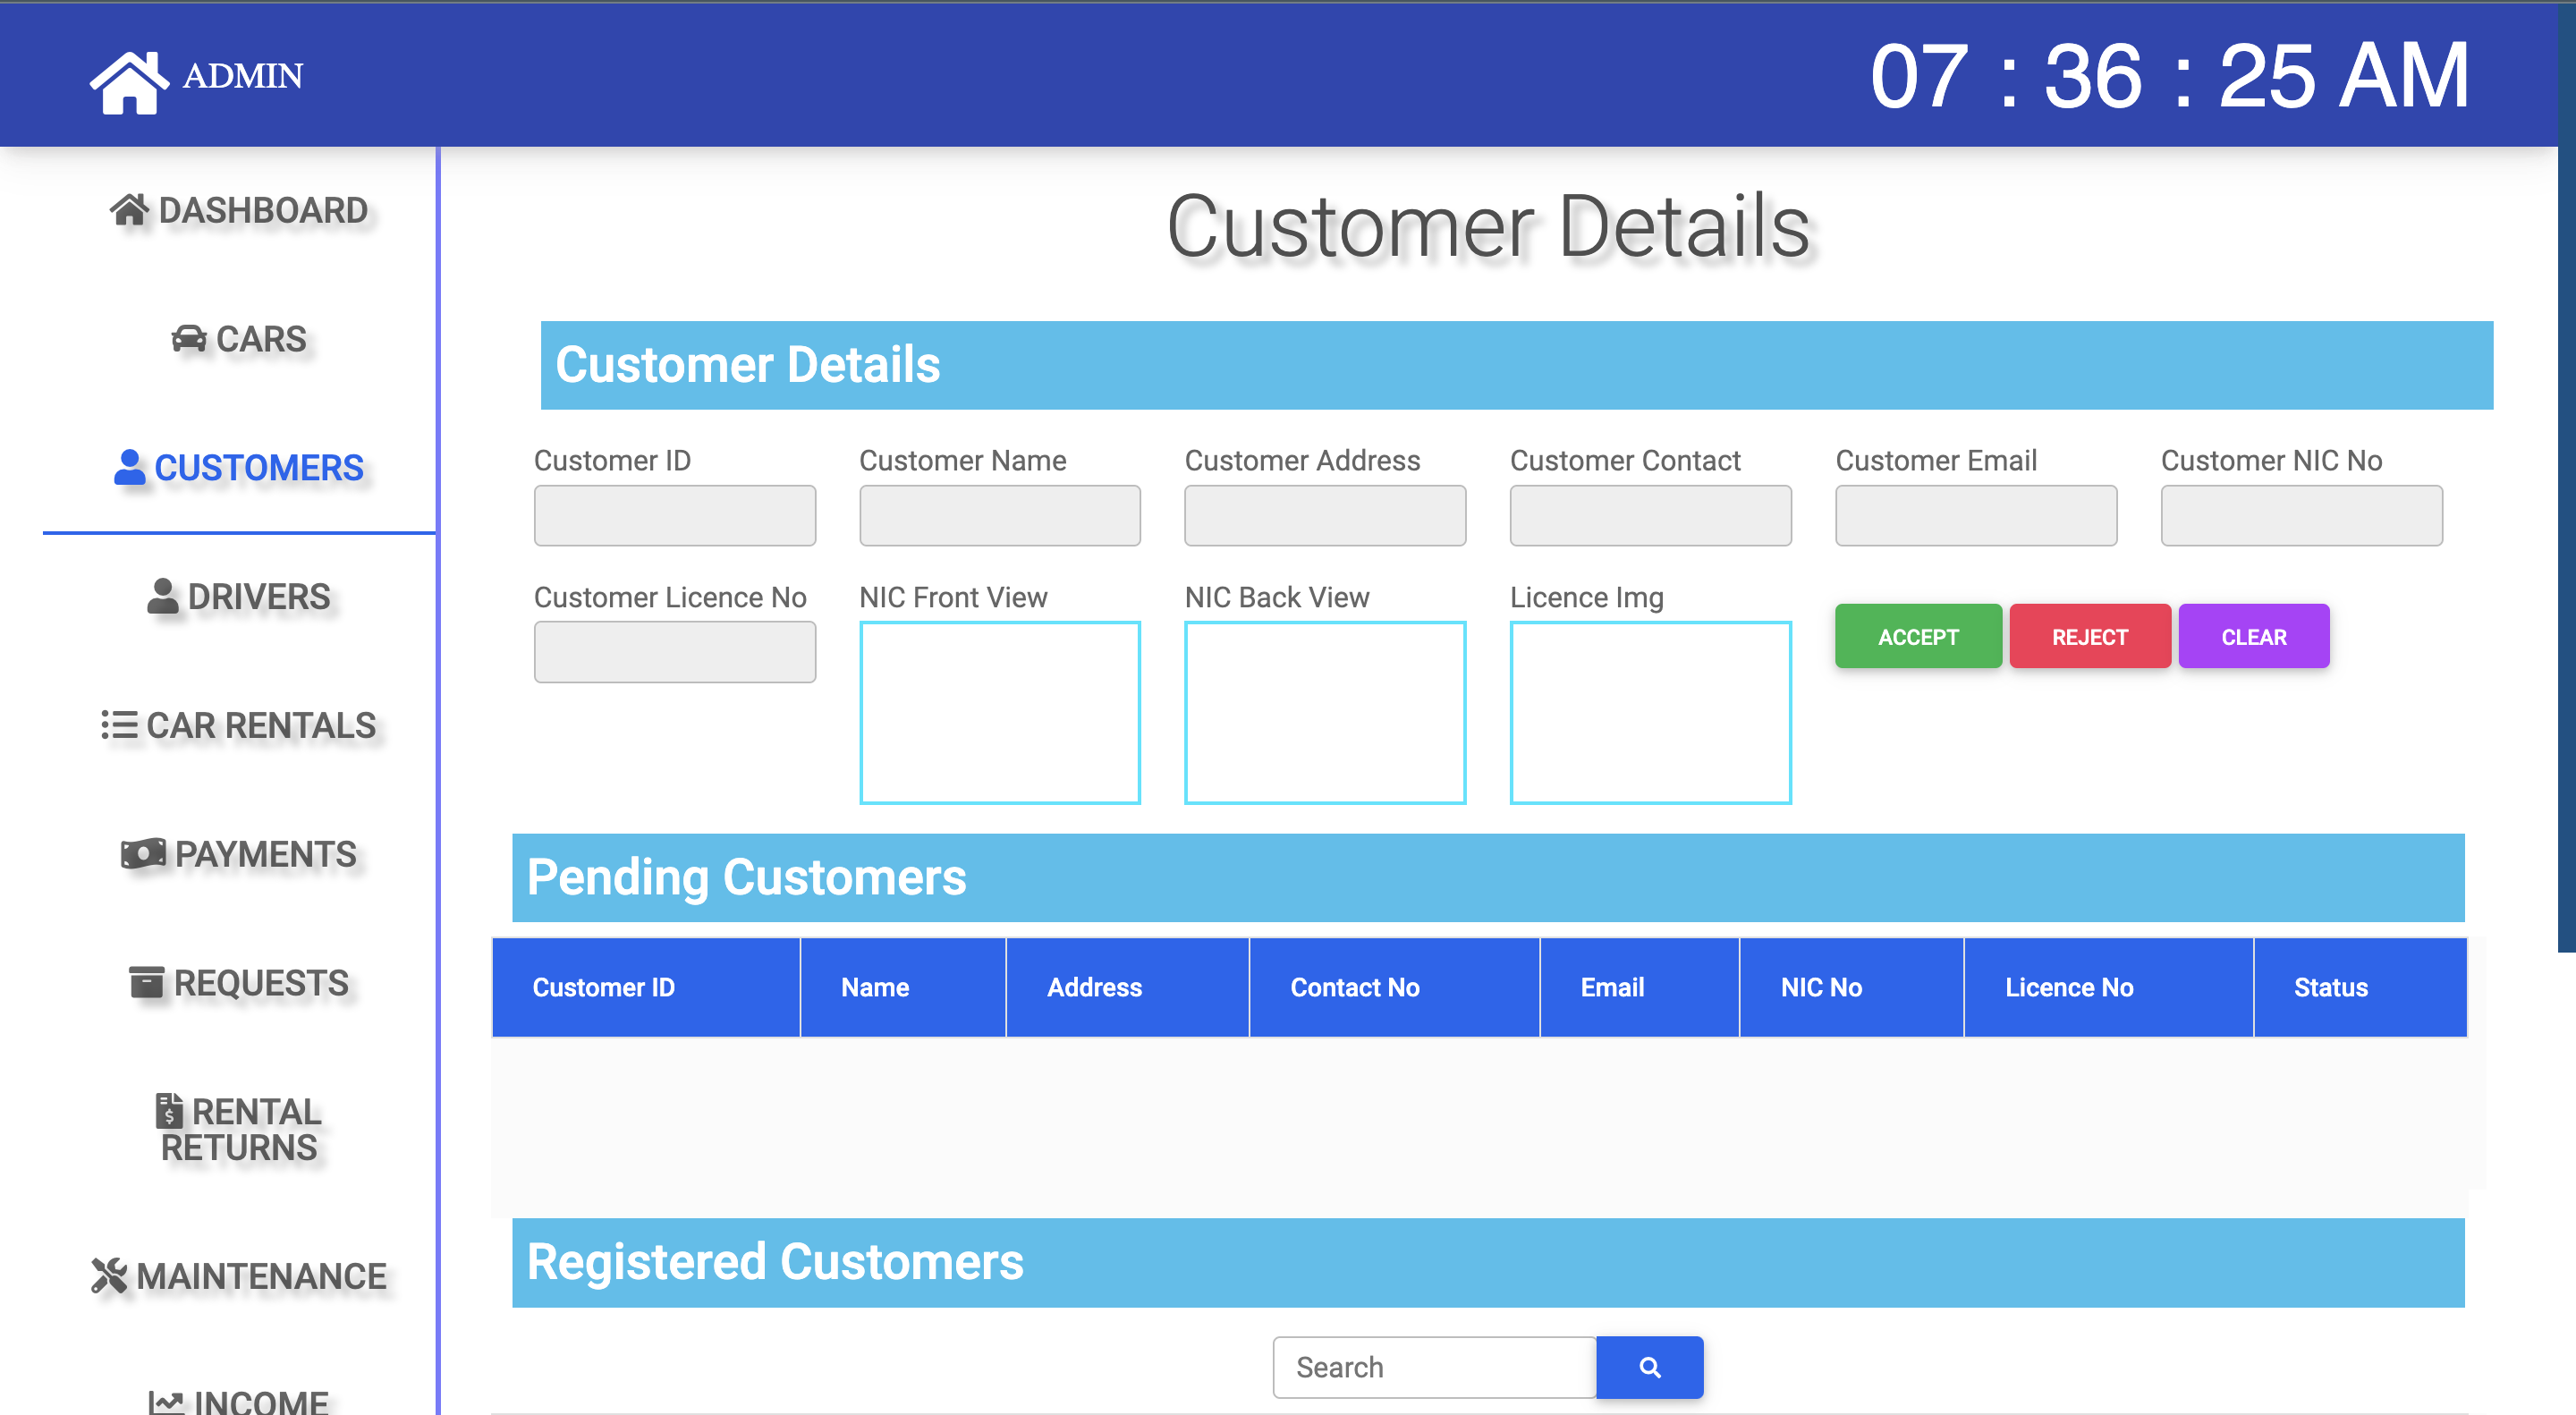 ADMIN
07 : 36 : 25 AM
DASHBOARD
CARS
CUSTOMERS
DRIVERS
CAR RENTALS
PAYMENTS
REQUESTS
RENTAL
RETURNS
MAINTENANCE
INCOME
Customer Details
Customer Details
Customer ID
Customer Name
Customer Address
Customer Contact
Customer Email
Customer NIC No
Customer Licence No
NIC Front View
NIC Back View
Licence Img
ACCEPT
REJECT
CLEAR
Pending Customers
Customer ID
Name
Address
Contact No
Email
NIC No
Licence No
Status
Registered Customers
Search